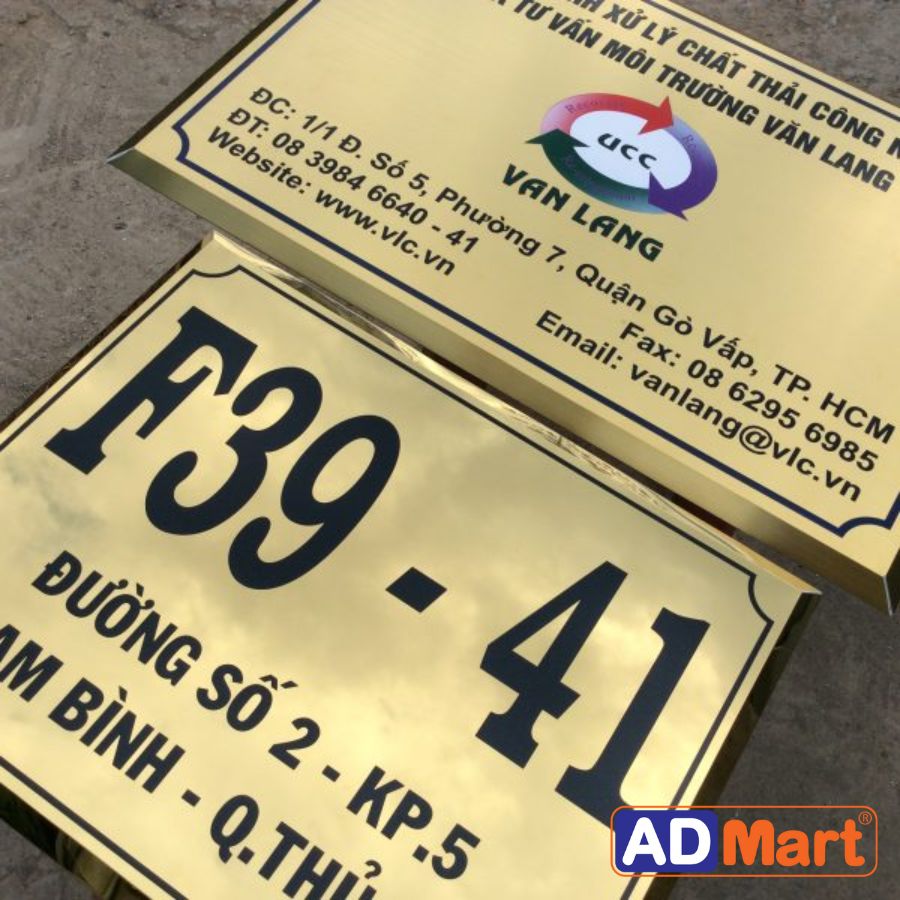 XỬ LÝ CHẤT THẢI CÔNG
TƯ VẤN MÔI TRƯỜNG VĂN LANG
UCC
VAN LANG
ĐC: 1/1 Đ. Số 5, Phường 7, Quận Gò Vấp, TP. HCM
ĐT: 08 3984 6640 - 41 Fax: 08 6295 6985
Website: www.vlc.vn Email: vanlang@vlc.vn
F39 - 41
ĐƯỜNG SỐ 2 - KP.5
AM BÌNH - Q.THỦ
AD Mart®